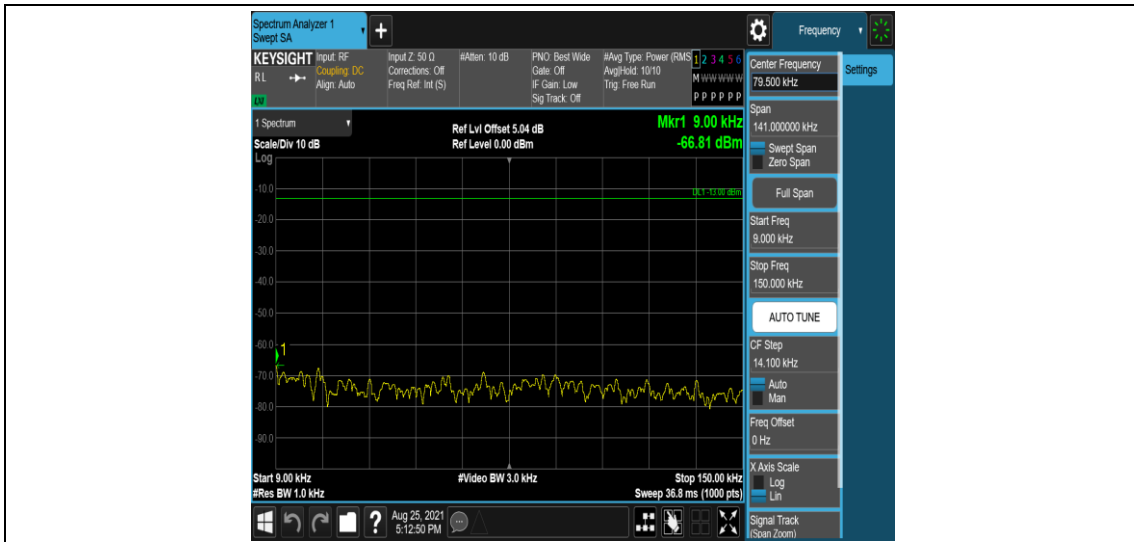 Spectrum Analyzer 1
Swept SA
Frequency
KEYSIGHT
Input: RF
Input Z: 50 Ω
#Atten: 10 dB
PNO: Best Wide
#Avg Type: Power (RMS
1 2 3 4 5 6
RL
Coupling: DC
Corrections: Off
Gate: Off
Avg|Hold: 10/10
M W W W W W
Align: Auto
Freq Ref: Int (S)
IF Gain: Low
Trig: Free Run
Sig Track: Off
P P P P P P
LXI
Center Frequency
79.500 kHz
Settings
1 Spectrum
Ref Lvl Offset 5.04 dB
Mkr1 9.00 kHz
Scale/Div 10 dB
Ref Level 0.00 dBm
-66.81 dBm
Log
DL1 -13.00 dBm
-10.0
-20.0
-30.0
-40.0
-50.0
-60.0
1
-70.0
-80.0
-90.0
Start 9.00 kHz
#Video BW 3.0 kHz
Stop 150.00 kHz
#Res BW 1.0 kHz
Sweep 36.8 ms (1000 pts)
Span
141.000000 kHz
Swept Span
Zero Span
Full Span
Start Freq
9.000 kHz
Stop Freq
150.000 kHz
AUTO TUNE
CF Step
14.100 kHz
Auto
Man
Freq Offset
0 Hz
X Axis Scale
Log
Lin
Signal Track
(Span Zoom)
?
Aug 25, 2021
5:12:50 PM